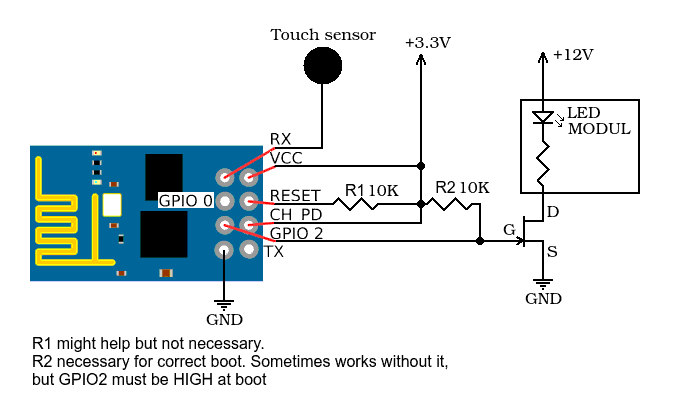 Touch sensor
+3.3V
+12V
LED
MODUL
RX
VCC
GPIO 0
RESET
R1 10K
R2 10K
CH PD
GPIO 2
TX
D
G
S
GND
GND
R1 might help but not necessary.
R2 necessary for correct boot. Sometimes works without it,
but GPIO2 must be HIGH at boot